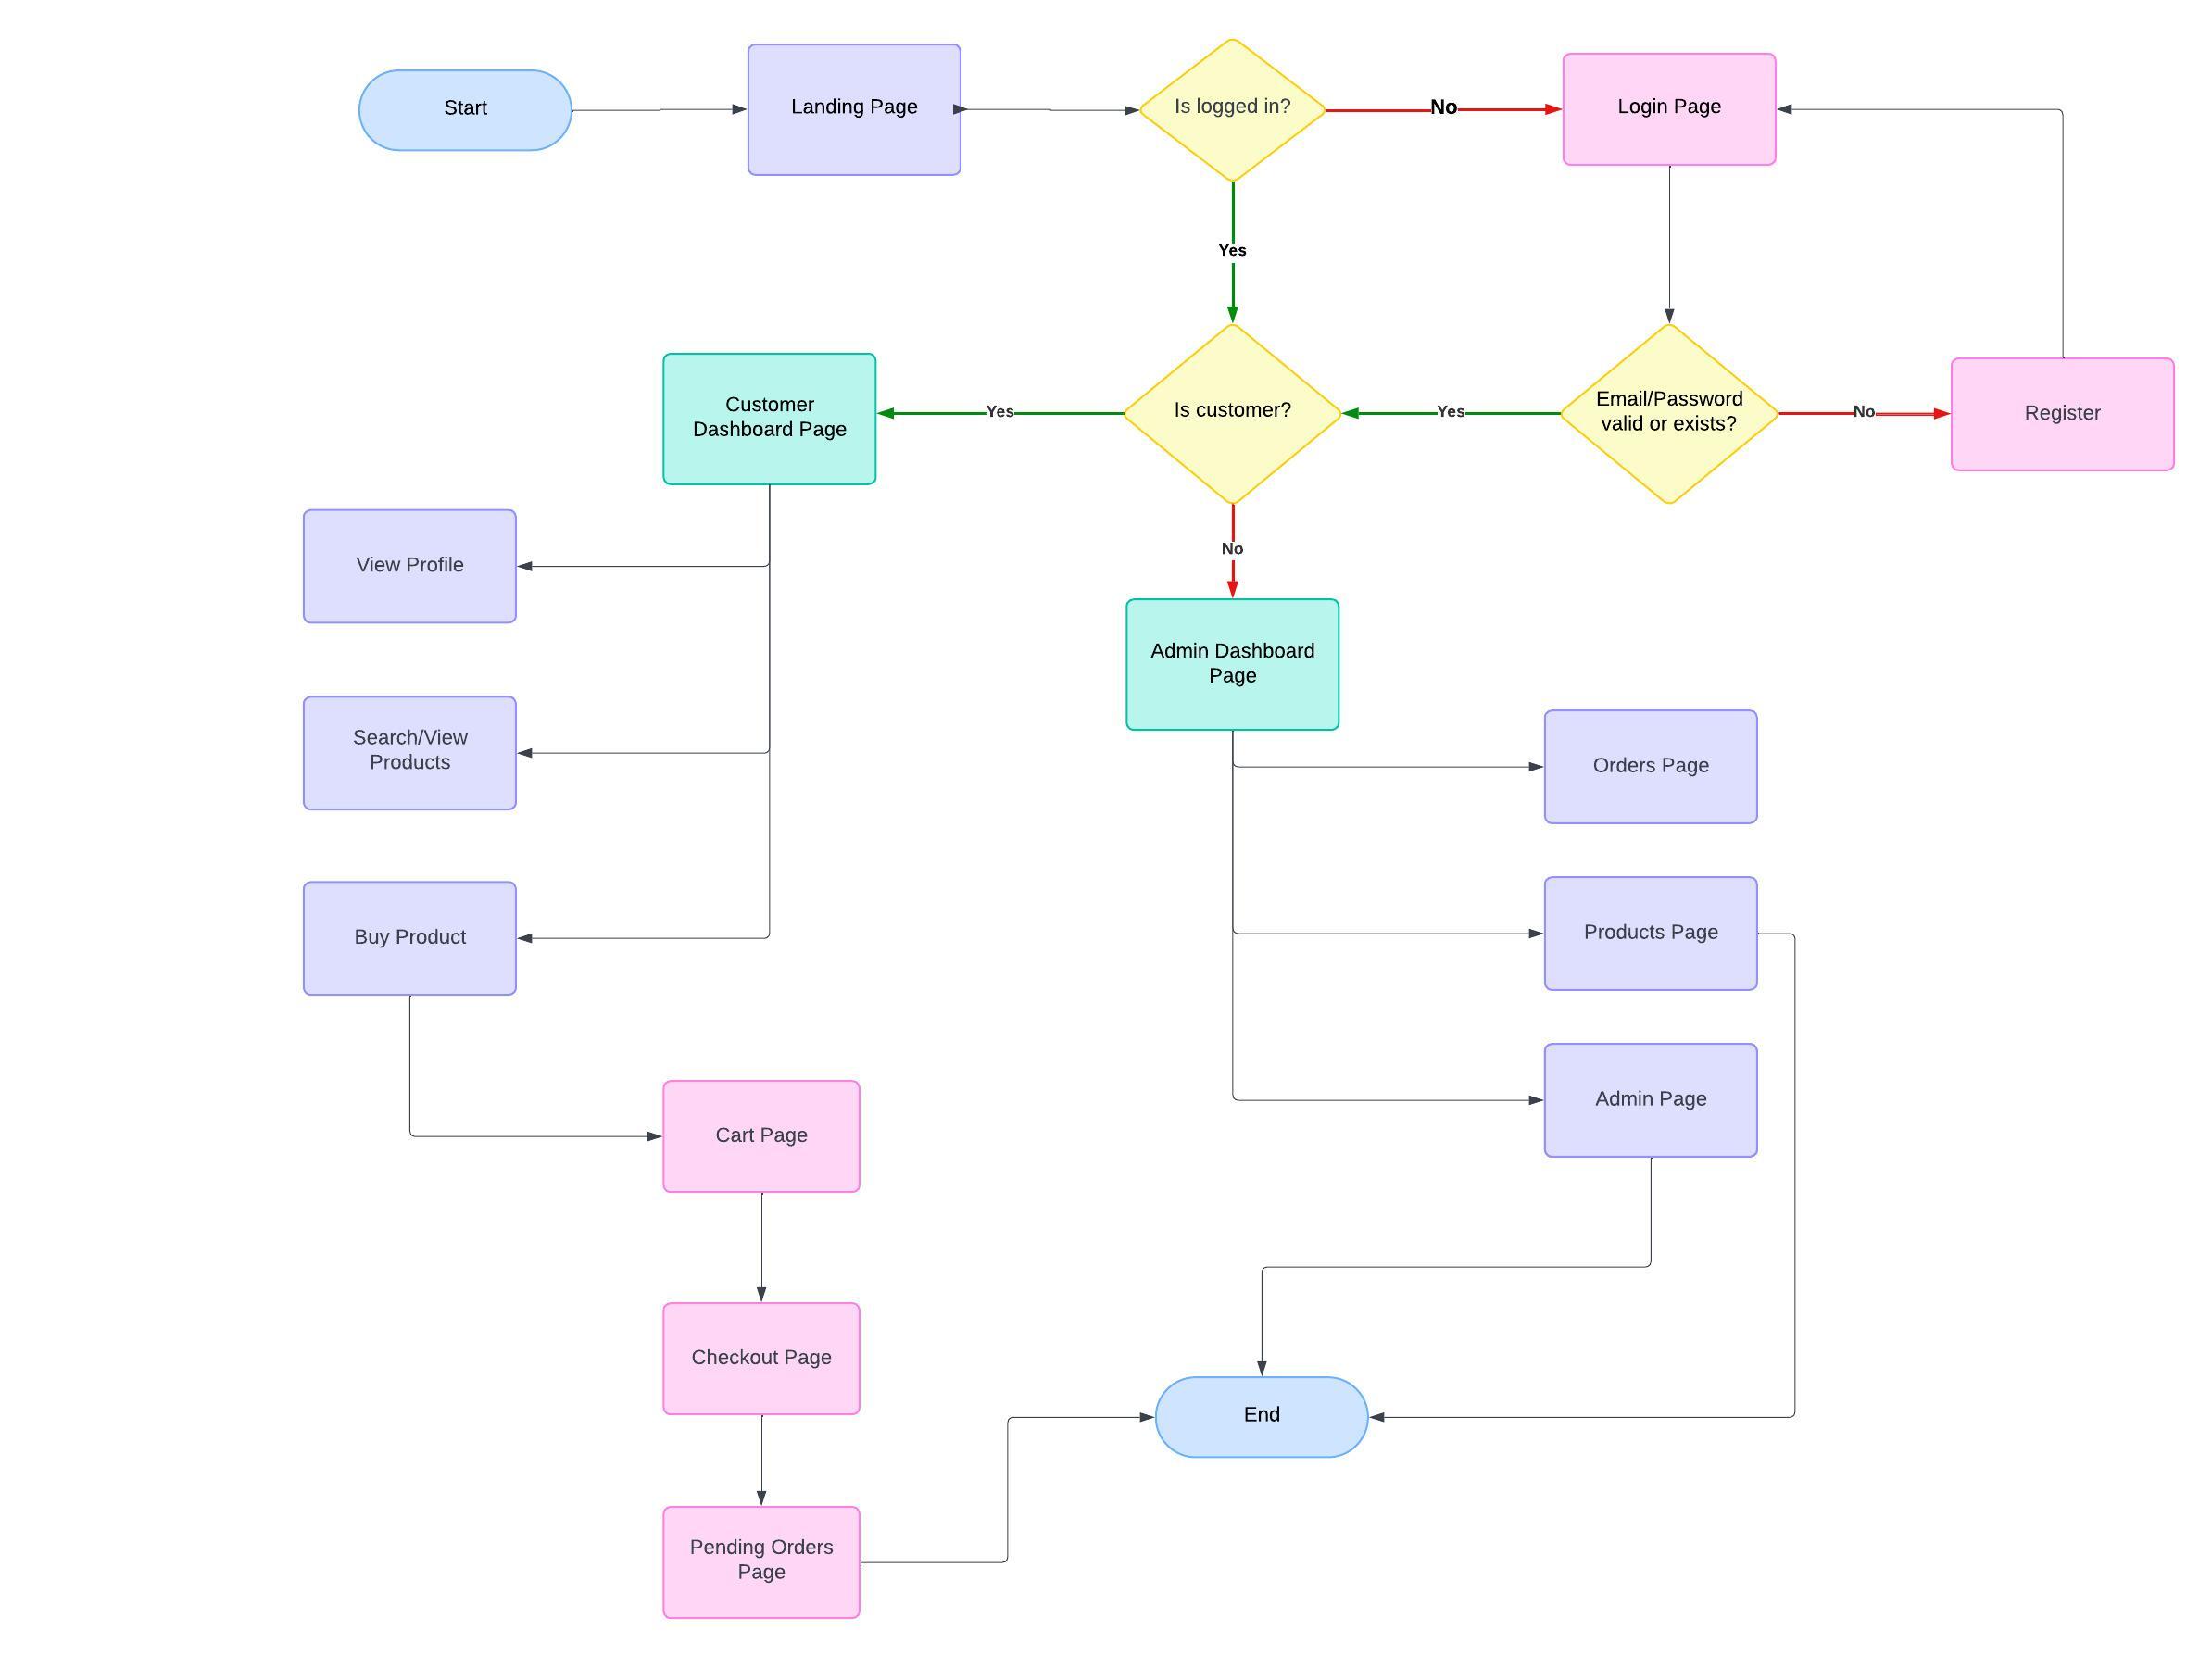 Start
Landing Page
Is logged in?
No
Login Page
Yes
Customer
Dashboard Page
Yes
Is customer?
Yes
Email/Password
valid or exists?
No
Register
No
View Profile
Admin Dashboard
Page
Search/View
Products
Orders Page
Buy Product
Products Page
Admin Page
Cart Page
Checkout Page
End
Pending Orders
Page